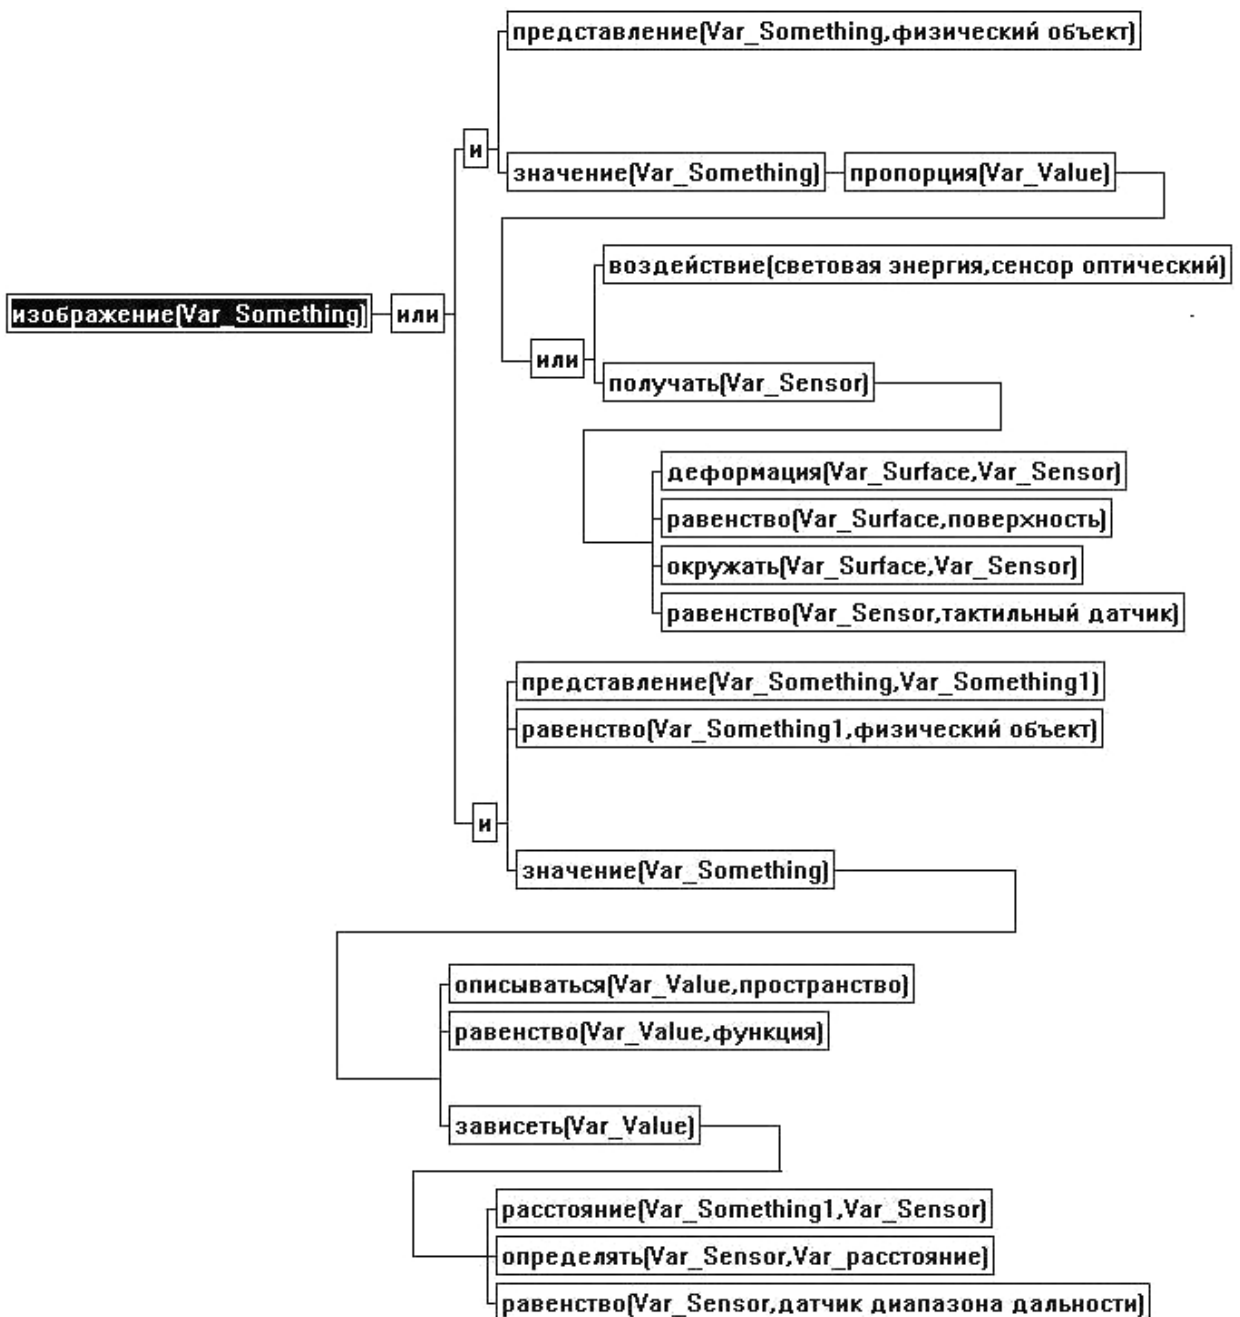 представление(Var_Something,физический объект)
и
значение(Var_Something)
пропорция(Var_Value)
воздействие(световая энергия,сенсор оптический)
изображение(Var_Something)
или
или
получать(Var_Sensor)
деформация(Var_Surface,Var_Sensor)
равенство(Var_Surface,поверхность)
окружать(Var_Surface,Var_Sensor)
равенство(Var_Sensor,тактильный датчик)
представление(Var_Something,Var_Something1)
равенство(Var_Something1,физический объект)
и
значение(Var_Something)
описываться(Var_Value,пространство)
равенство(Var_Value,функция)
зависеть(Var_Value)
расстояние(Var_Something1,Var_Sensor)
определять(Var_Sensor,Var_расстояние)
равенство(Var_Sensor,датчик диапазона дальности)